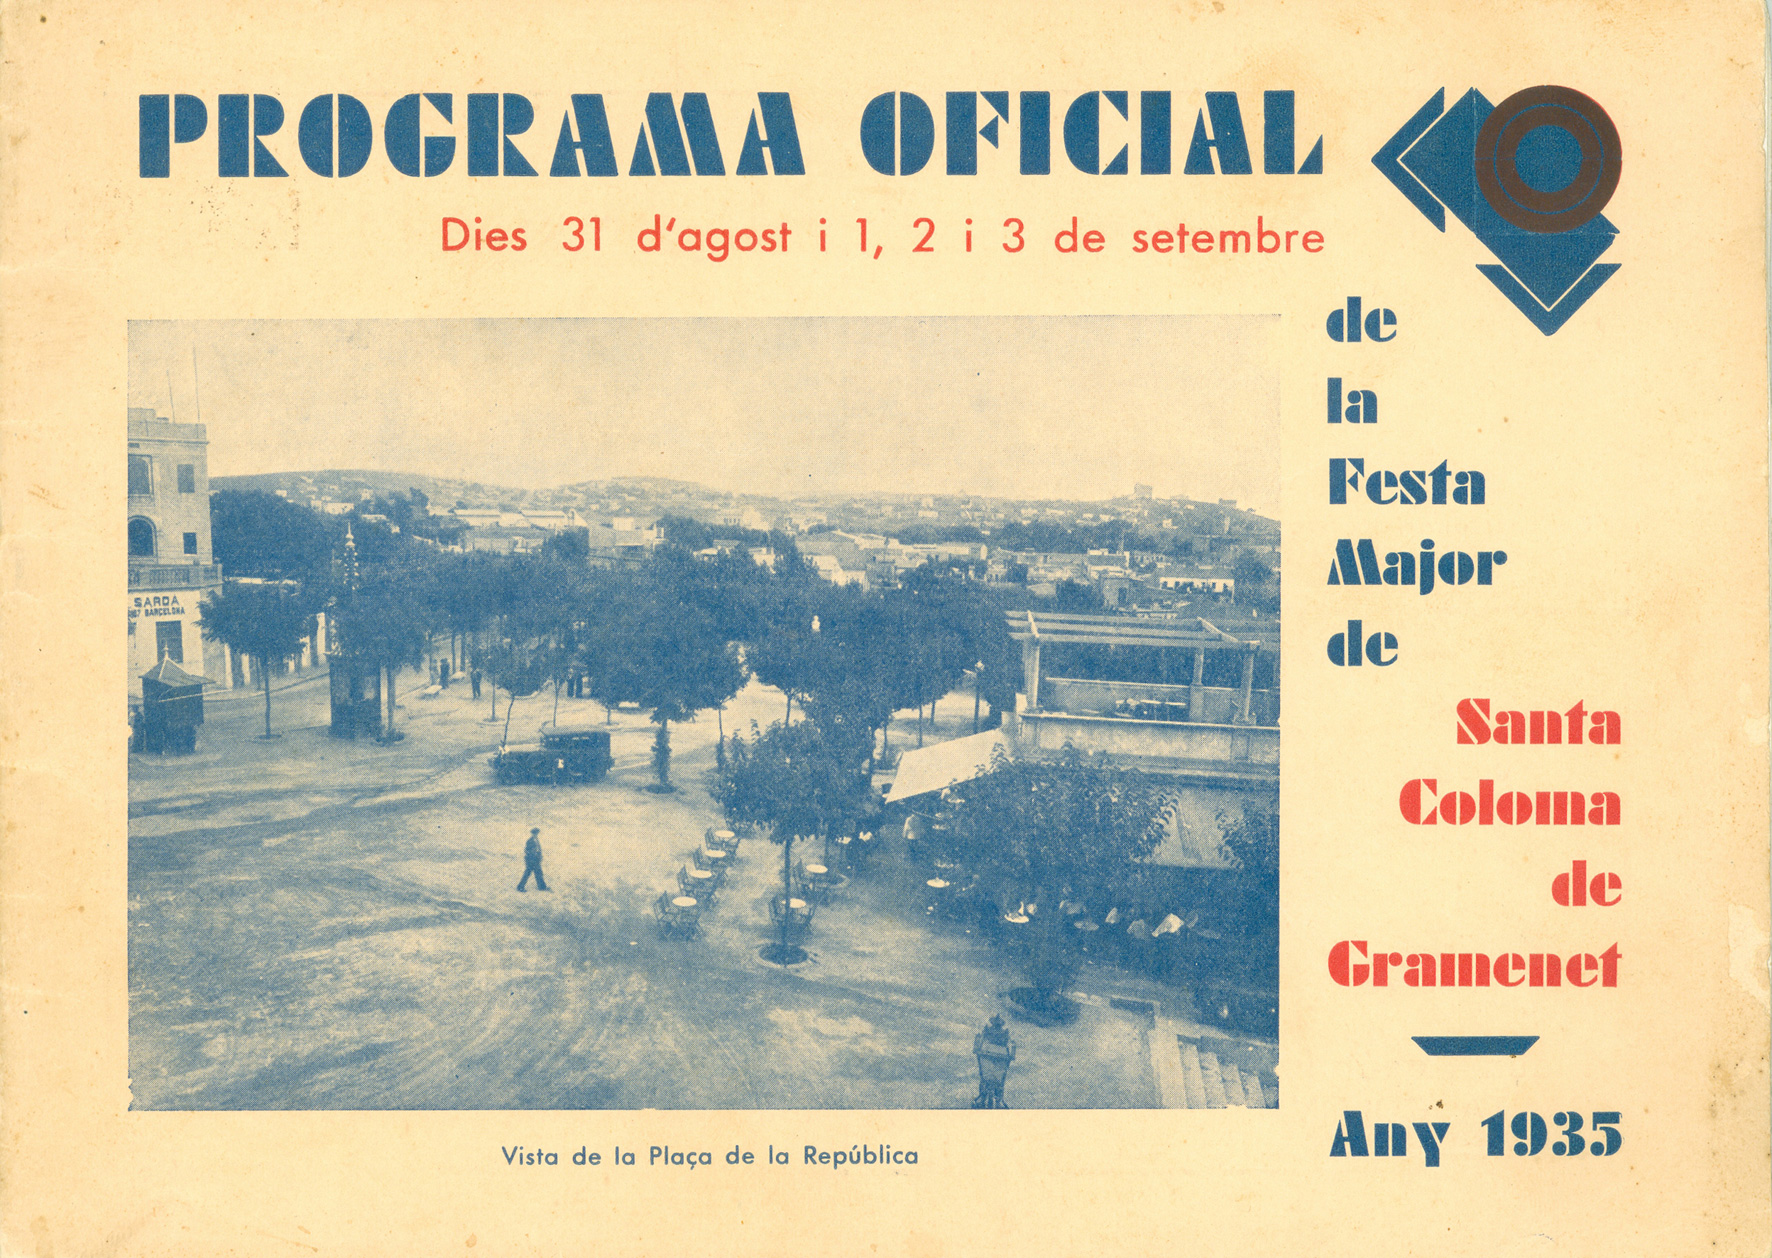 PROGRAMA OFICIAL
Dies 31 d'agost i 1, 2 i 3 de setembre
de
la
Festa
Major
de
Santa
Coloma
de
Gramenet
Any 1935
SARDA
BARCELONA
Vista de la Plaça de la República